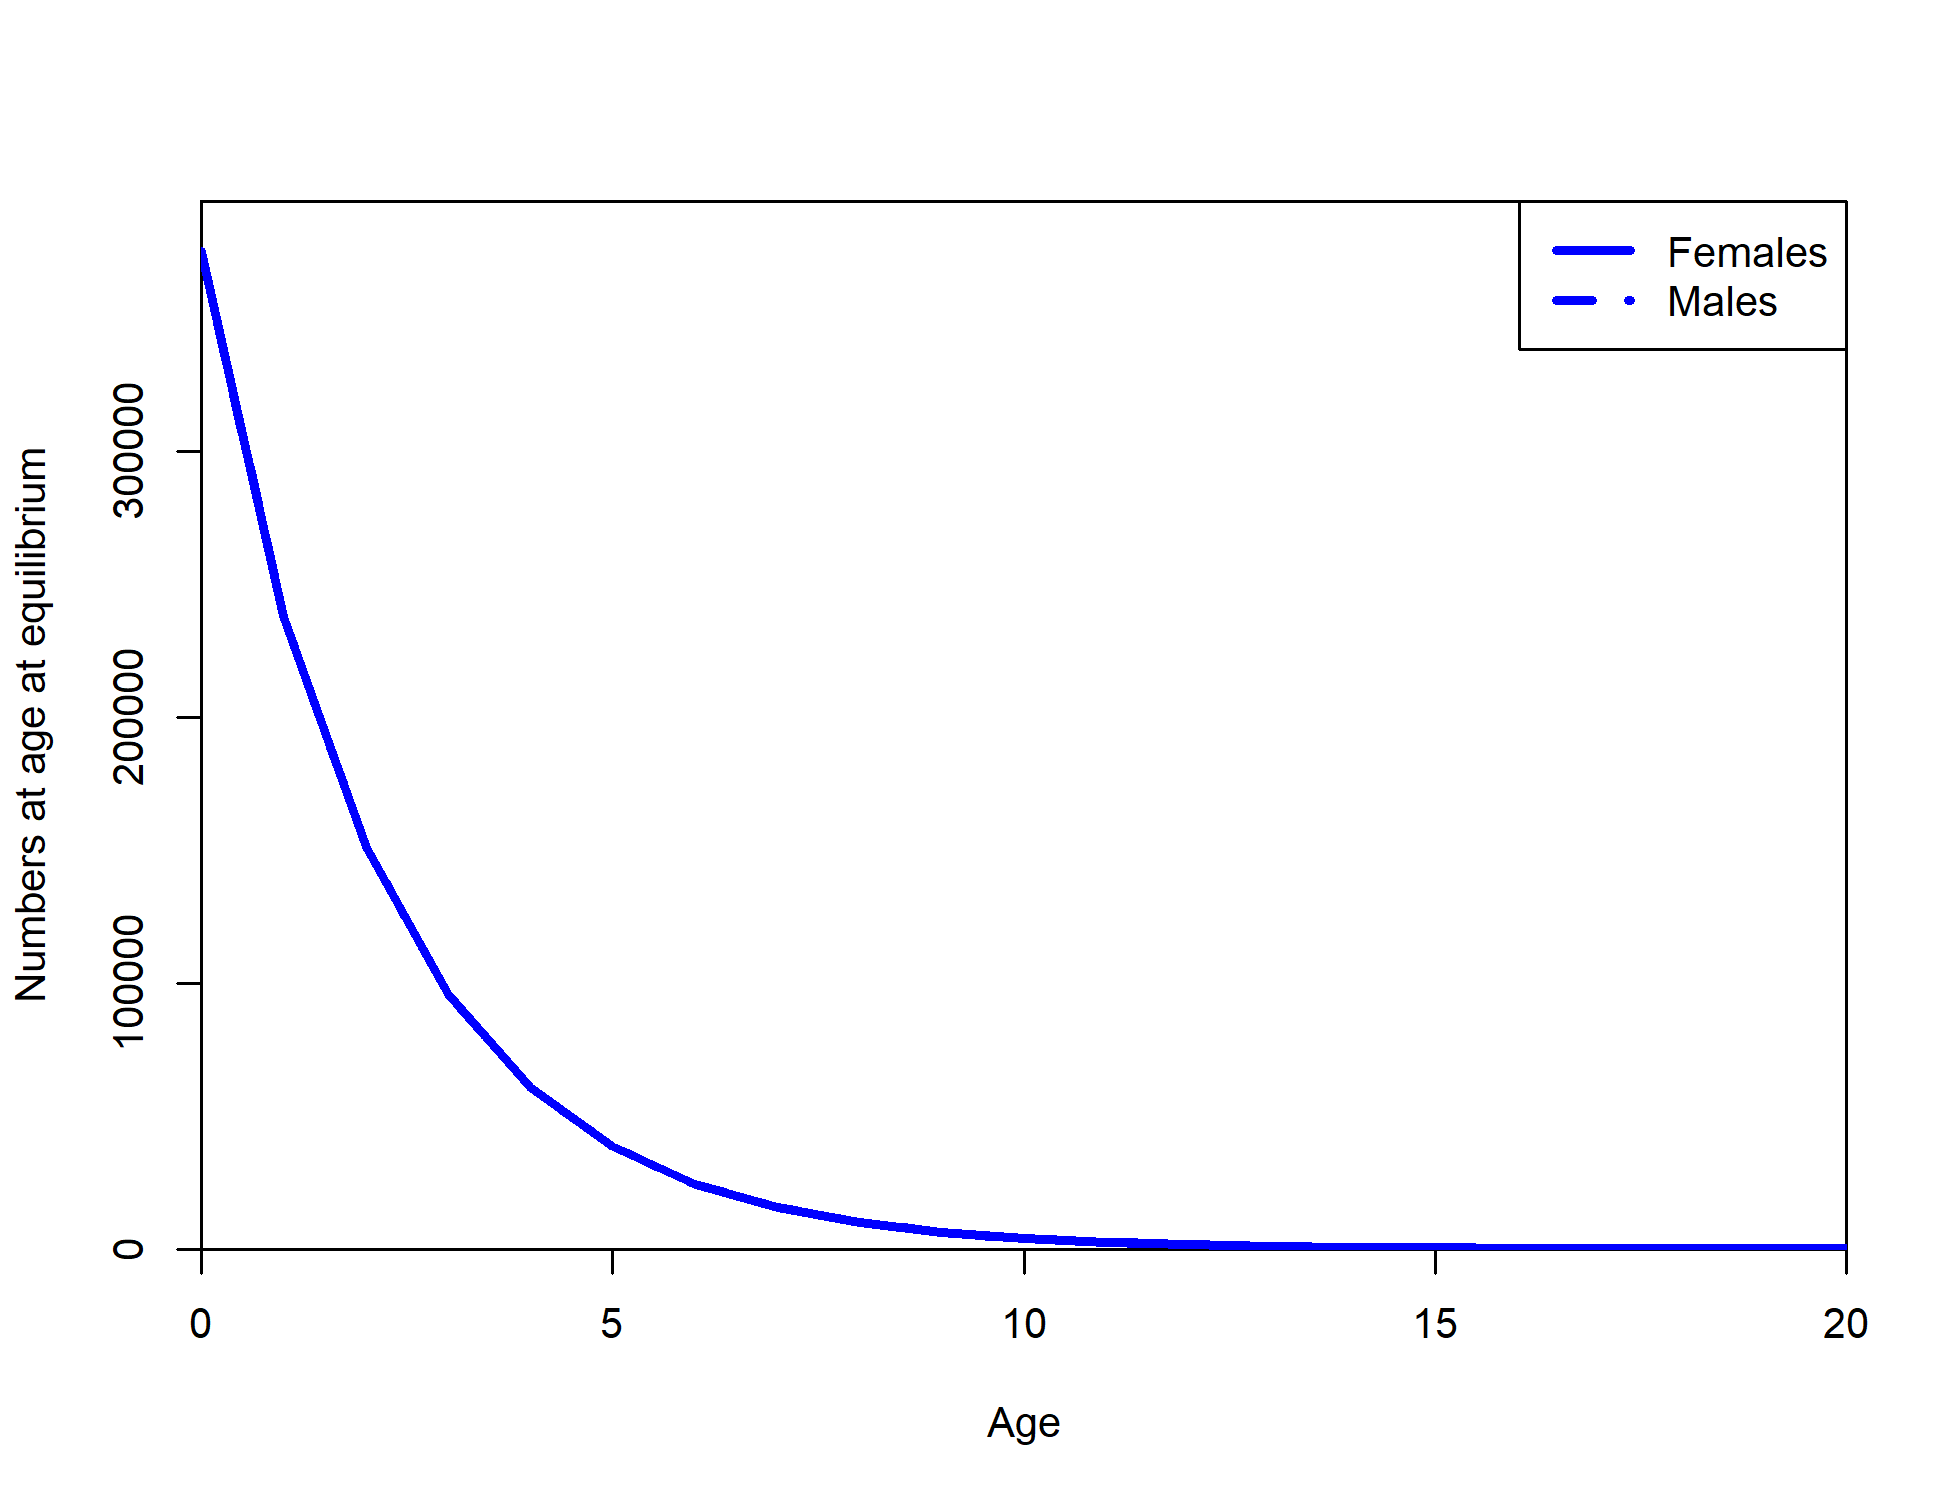 Females
Males
Numbers at age at equilibrium
300000
200000
100000
0
0 5 10 15 20
Age